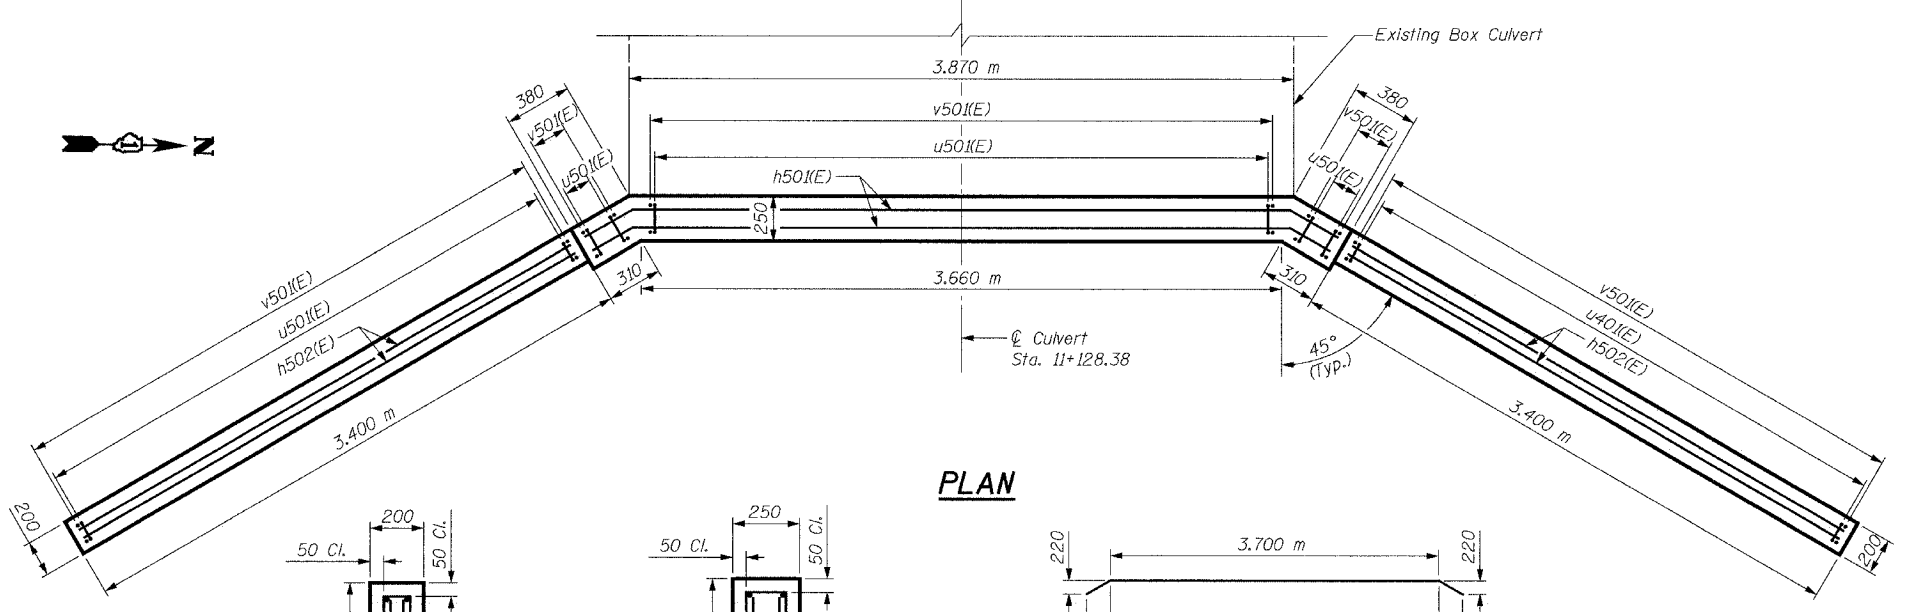 Existing Box Culvert
3.870 m
380
380
v501(E)
v501(E)
v501(E)
u501(E)
u501(E)
u501(E)
h501(E)
250
N
1
310
310
3.660 m
v501(E)
u501(E)
h502(E)
v501(E)
u401(E)
h502(E)
℄ Culvert
Sta. 11+128.38
45°
(Typ.)
3.400 m
3.400 m
PLAN
200
200
200
50 Cl.
50 Cl.
250
50 Cl.
50 Cl.
220
3.700 m
220